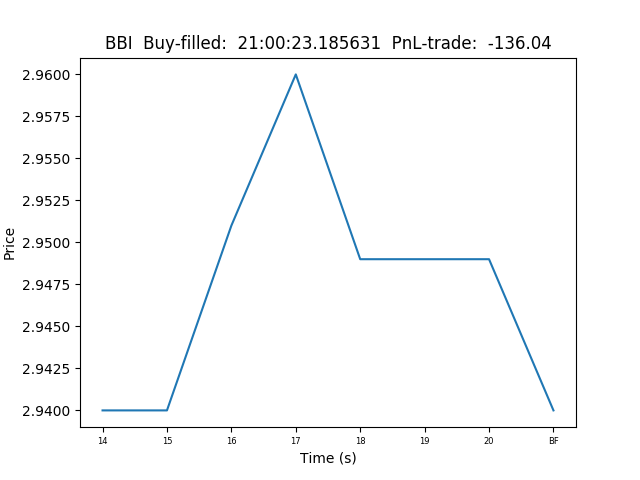 BBI  Buy-filled:  21:00:23.185631  PnL-trade:  -136.04
2.9600
2.9575
2.9550
2.9525
2.9500
2.9475
2.9450
2.9425
2.9400
Price
14 15 16 17 18 19 20 BF
Time (s)